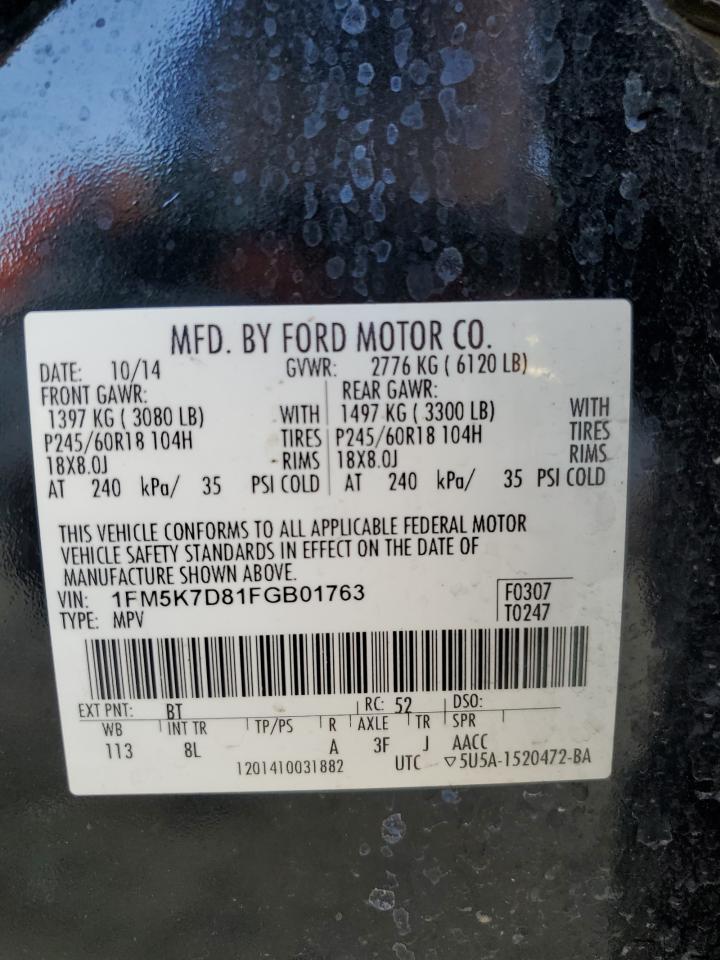 MFD. BY FORD MOTOR CO.
DATE: 10/14 GVWR: 2776 KG ( 6120 LB)
FRONT GAWR: REAR GAWR:
1397 KG ( 3080 LB) WITH 1497 KG ( 3300 LB) WITH
P245/60R18 104H TIRES P245/60R18 104H TIRES
18X8.0J RIMS 18X8.0J RIMS
AT 240 kPa/ 35 PSI COLD AT 240 kPa/ 35 PSI COLD
THIS VEHICLE CONFORMS TO ALL APPLICABLE FEDERAL MOTOR
VEHICLE SAFETY STANDARDS IN EFFECT ON THE DATE OF
MANUFACTURE SHOWN ABOVE.
VIN: 1FM5K7D81FGB01763 F0307
TYPE: MPV T0247
EXT PNT: BT RC: 52 DSO:
WB INT TR TP/PS R AXLE TR SPR
113 8L A 3F J AACC
1201410031882 UTC ▽5U5A-1520472-BA